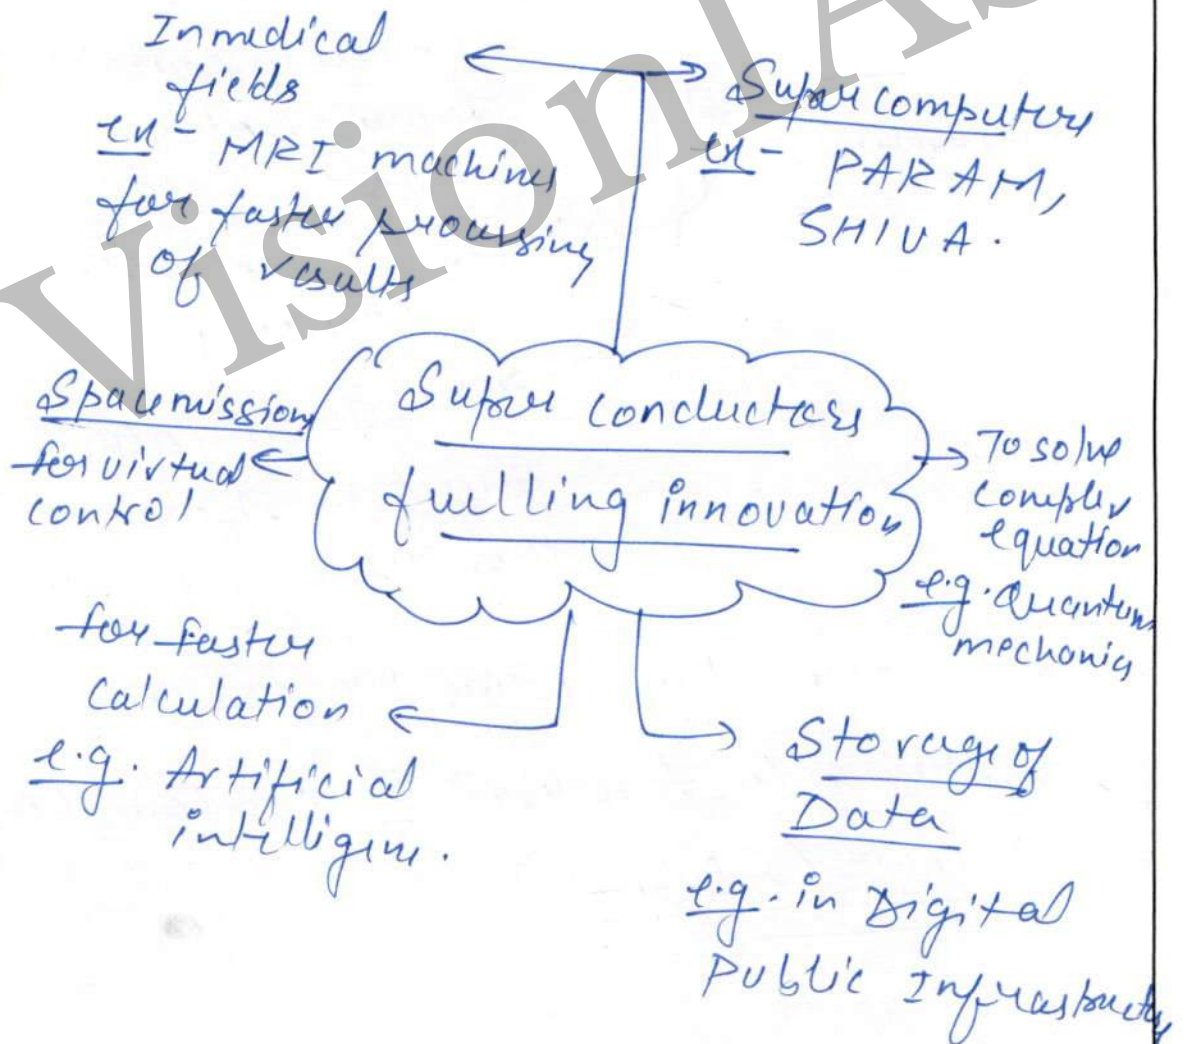 In medical
fields
ex - MRI machines
for faster processing
of results
Super computers
ex - PARAM,
SHIVA.
Space mission
for virtual
control
Super conductors
fuelling innovation
To solve
complex
equation
e.g. Quantum
mechanics
for faster
calculation
e.g. Artificial
intelligence.
Storage of
Data
e.g. in Digital
Public Infrastructure
VisionIAS